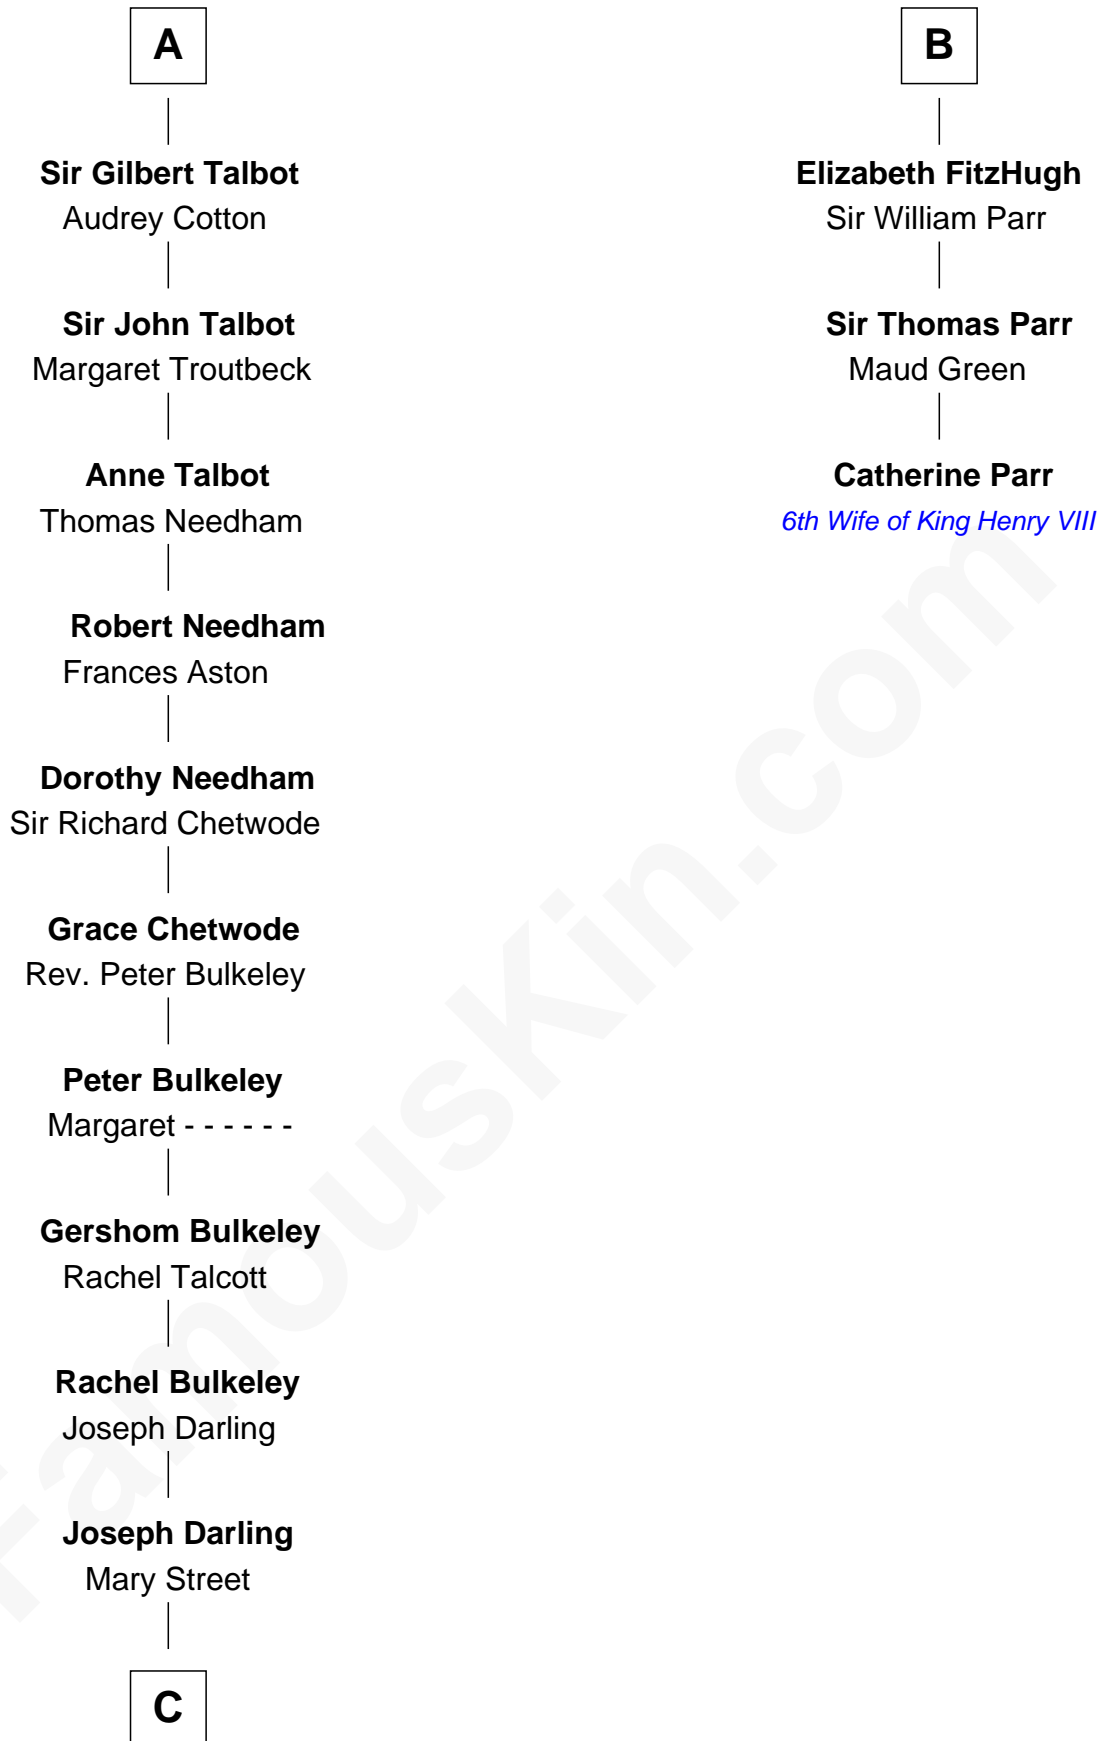 A
Sir Gilbert Talbot
Audrey Cotton
Sir John Talbot
Margaret Troutbeck
Anne Talbot
Thomas Needham
Robert Needham
Frances Aston
Dorothy Needham
Sir Richard Chetwode
Grace Chetwode
Rev. Peter Bulkeley
Peter Bulkeley
Margaret - - - - - -
Gershom Bulkeley
Rachel Talcott
Rachel Bulkeley
Joseph Darling
Joseph Darling
Mary Street
C
B
Elizabeth FitzHugh
Sir William Parr
Sir Thomas Parr
Maud Green
Catherine Parr
6th Wife of King Henry VIII
FamousKin.com